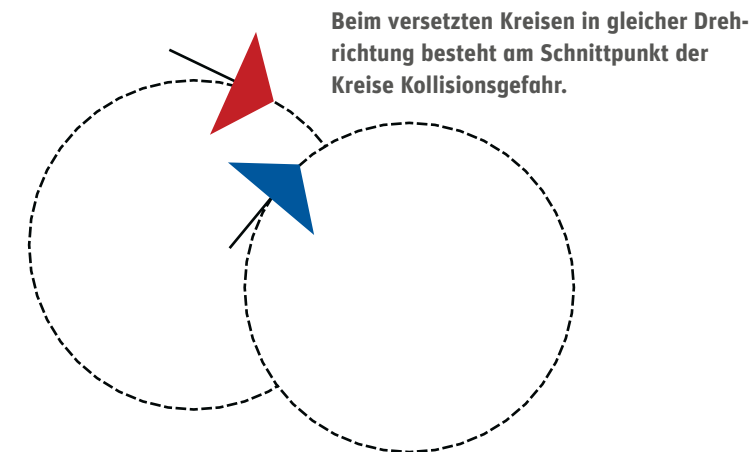 Beim versetzten Kreisen in gleicher Dreh-
richtung besteht am Schnittpunkt der
Kreise Kollisionsgefahr.